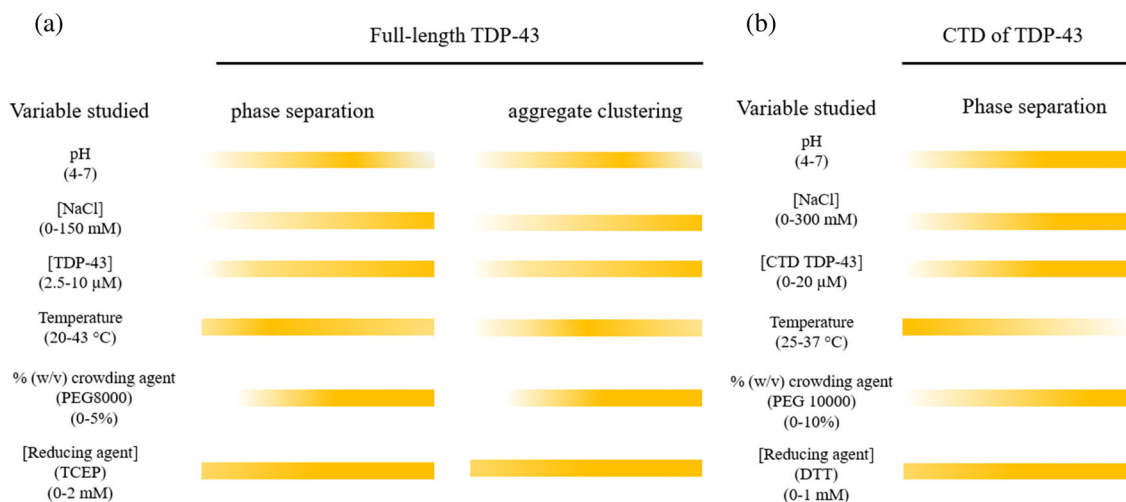 (a)
Full-length TDP-43
Variable studied
phase separation
aggregate clustering
pH
(4-7)
[NaCl]
(0-150 mM)
[TDP-43]
(2.5-10 µM)
Temperature
(20-43 °C)
% (w/v) crowding agent
(PEG8000)
(0-5%)
[Reducing agent]
(TCEP)
(0-2 mM)
(b)
CTD of TDP-43
Variable studied
Phase separation
pH
(4-7)
[NaCl]
(0-300 mM)
[CTD TDP-43]
(0-20 µM)
Temperature
(25-37 °C)
% (w/v) crowding agent
(PEG 10000)
(0-10%)
[Reducing agent]
(DTT)
(0-1 mM)